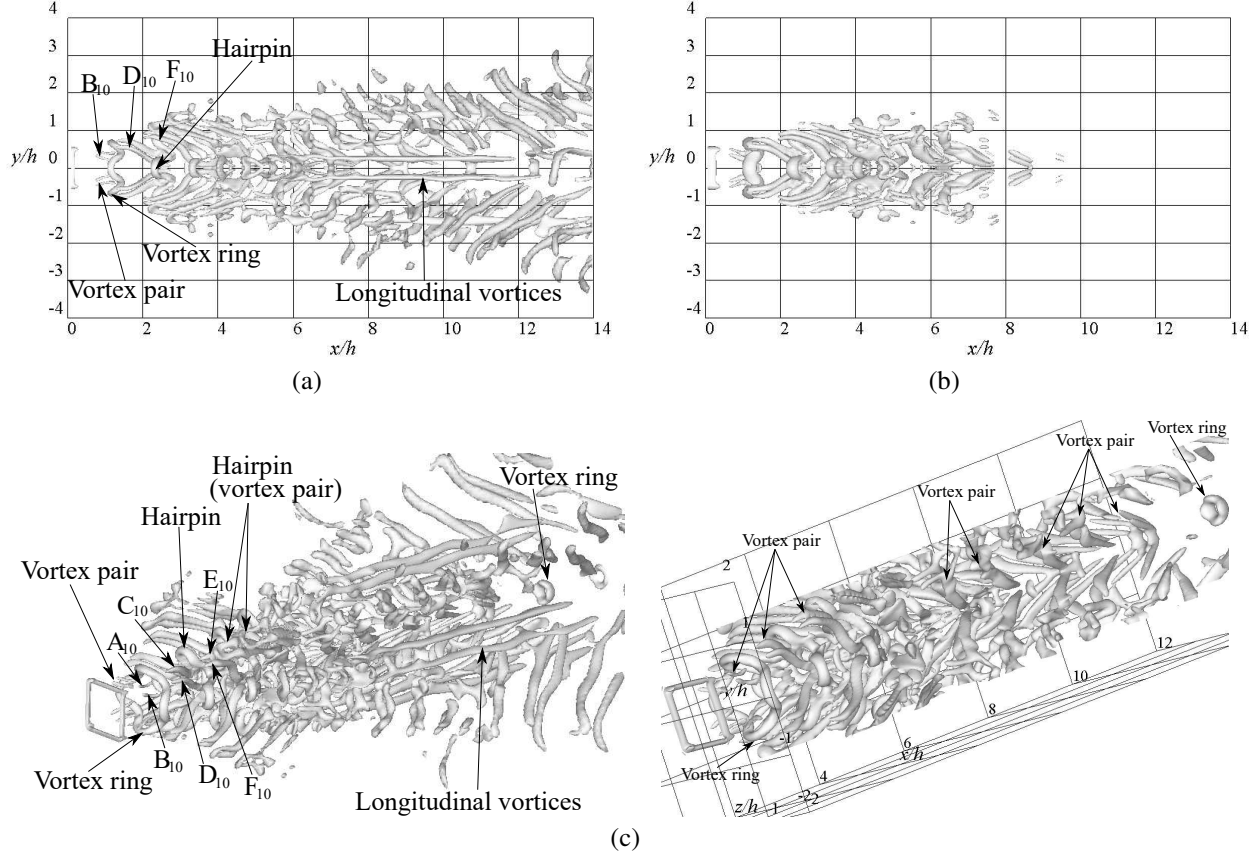 4
3
2
1
0
-1
-2
-3
-4
y/h
B10
D10
F10
Hairpin
Vortex ring
Vortex pair
Longitudinal vortices
0 2 4 6 8 10 12 14
x/h
(a)
4
3
2
1
0
-1
-2
-3
-4
y/h
0 2 4 6 8 10 12 14
x/h
(b)
Hairpin
(vortex pair)
Vortex ring
Hairpin
Vortex pair
E10
C10
A10
B10
D10
F10
Vortex ring
Longitudinal vortices
Vortex ring
Vortex pair
Vortex pair
Vortex pair
2
1
y/h
-1
-2
Vortex ring
z/h
1
2
4
6
x/h
8
10
12
(c)